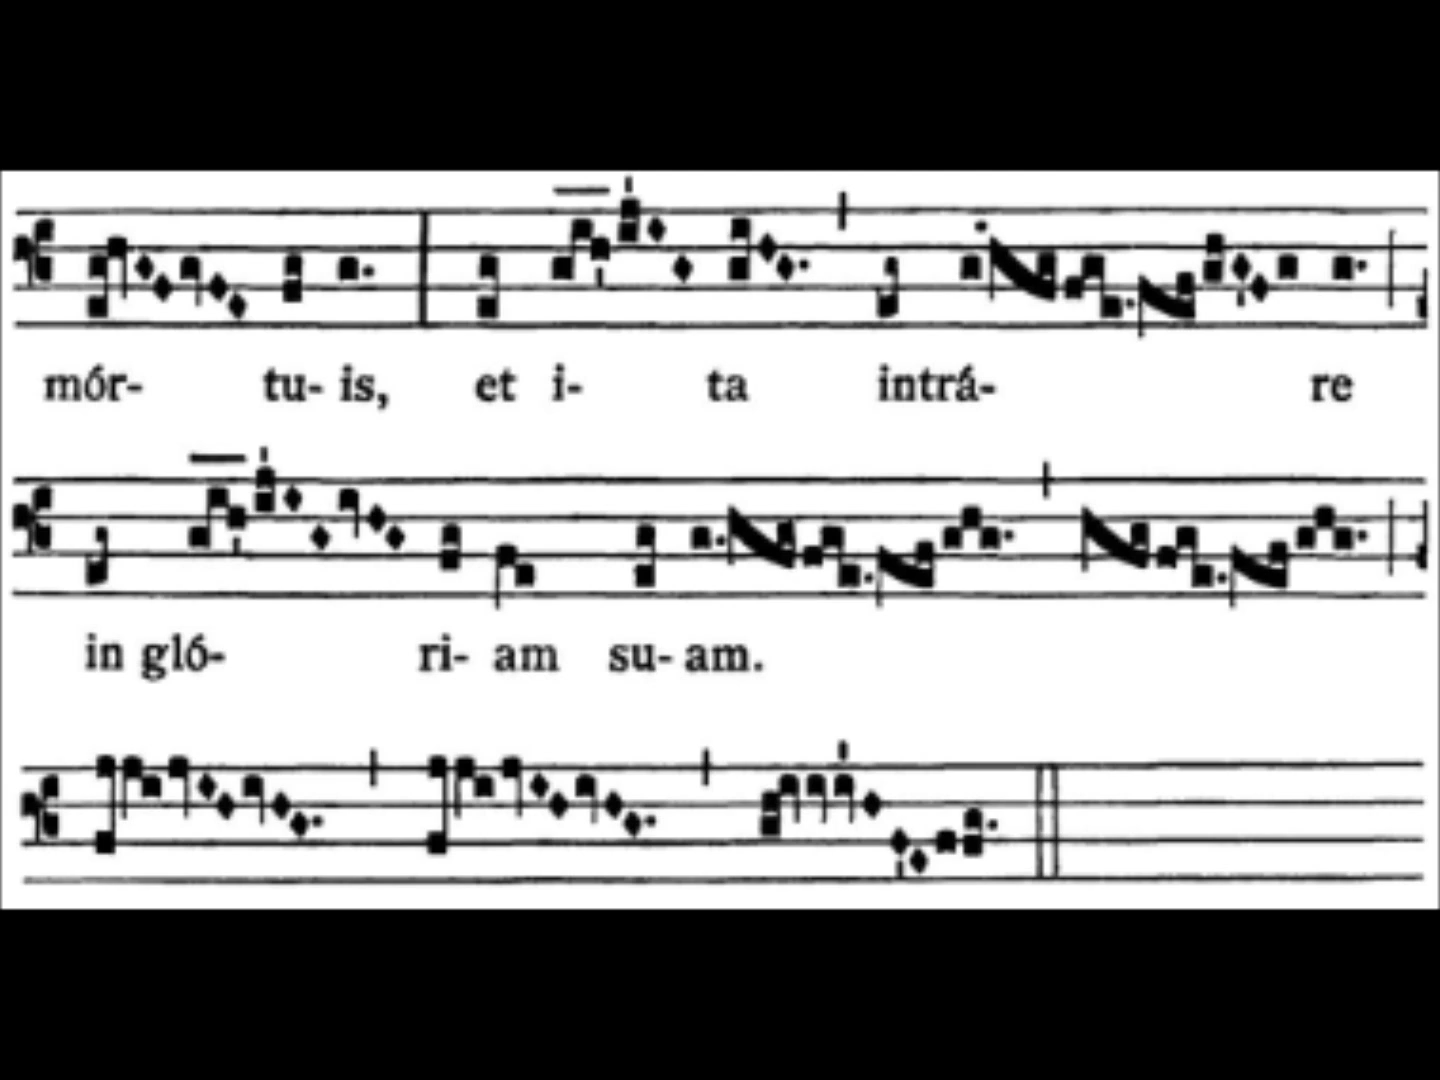 mór- tu- is, et i- ta intrá- re
in gló- ri- am su- am.